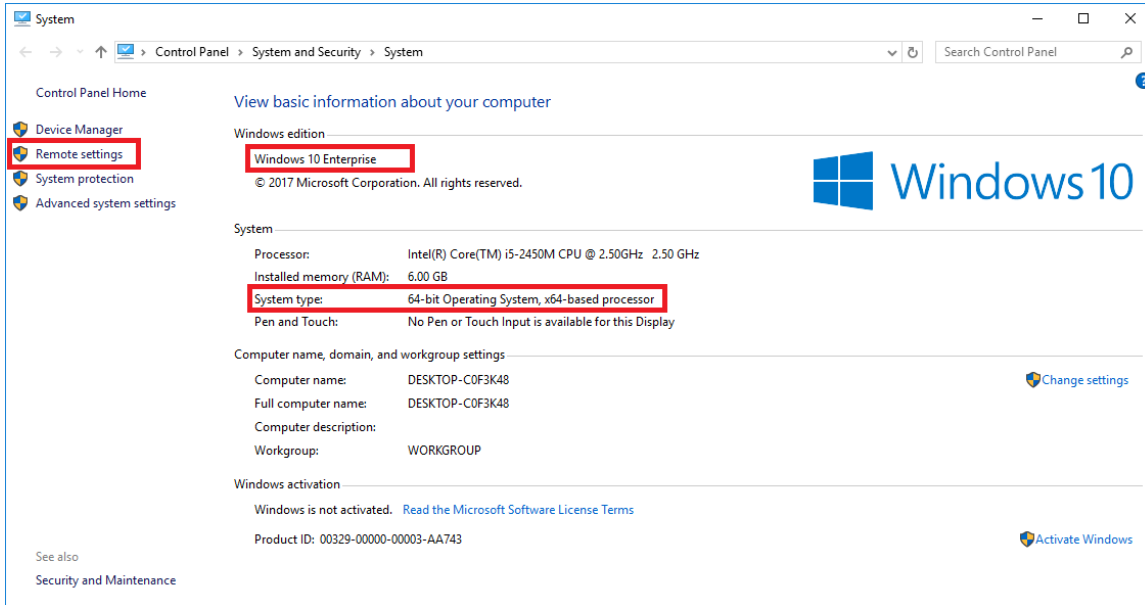 System
Control Panel > System and Security > System
Search Control Panel
Control Panel Home
Device Manager
Remote settings
System protection
Advanced system settings
View basic information about your computer
Windows edition
Windows 10 Enterprise
© 2017 Microsoft Corporation. All rights reserved.
Windows 10
System
Processor: Intel(R) Core(TM) i5-2450M CPU @ 2.50GHz 2.50 GHz
Installed memory (RAM): 6.00 GB
System type: 64-bit Operating System, x64-based processor
Pen and Touch: No Pen or Touch Input is available for this Display
Computer name, domain, and workgroup settings
Computer name: DESKTOP-C0F3K48
Change settings
Full computer name: DESKTOP-C0F3K48
Computer description:
Workgroup: WORKGROUP
Windows activation
Windows is not activated. Read the Microsoft Software License Terms
Product ID: 00329-00000-00003-AA743
Activate Windows
See also
Security and Maintenance